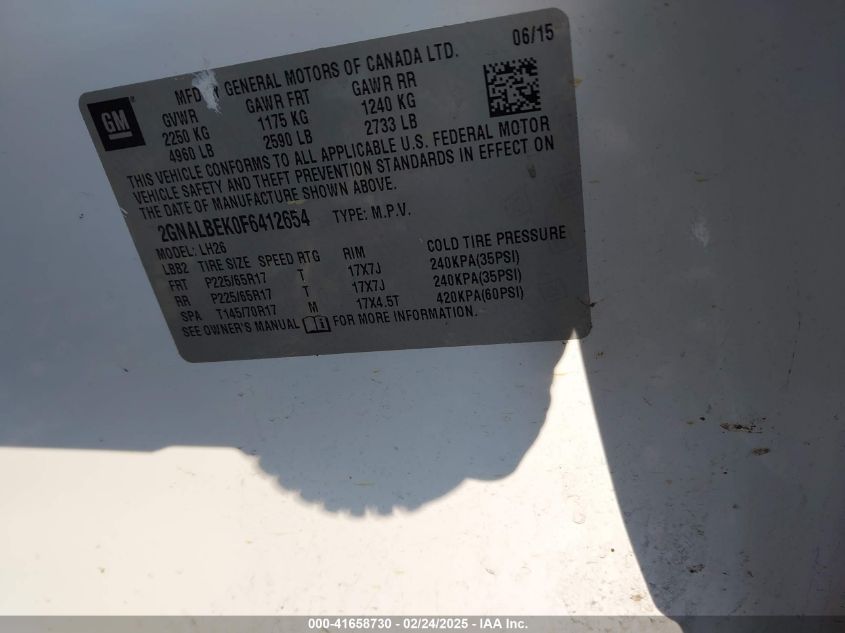 06/15
MFD BY GENERAL MOTORS OF CANADA LTD.
GM
GVWR GAWR FRT GAWR RR
2250 KG 1175 KG 1240 KG
4960 LB 2590 LB 2733 LB
THIS VEHICLE CONFORMS TO ALL APPLICABLE U.S. FEDERAL MOTOR
VEHICLE SAFETY AND THEFT PREVENTION STANDARDS IN EFFECT ON
THE DATE OF MANUFACTURE SHOWN ABOVE.
2GNALBEK0F6412654 TYPE: M.P.V.
MODEL: LH26
LBB2 TIRE SIZE SPEED RTG RIM COLD TIRE PRESSURE
FRT P225/65R17 T 17X7J 240KPA(35PSI)
RR P225/65R17 T 17X7J 240KPA(35PSI)
SPA T145/70R17 M 17X4.5T 420KPA(60PSI)
SEE OWNER'S MANUAL FOR MORE INFORMATION.
000-41658730 - 02/24/2025 - IAA Inc.